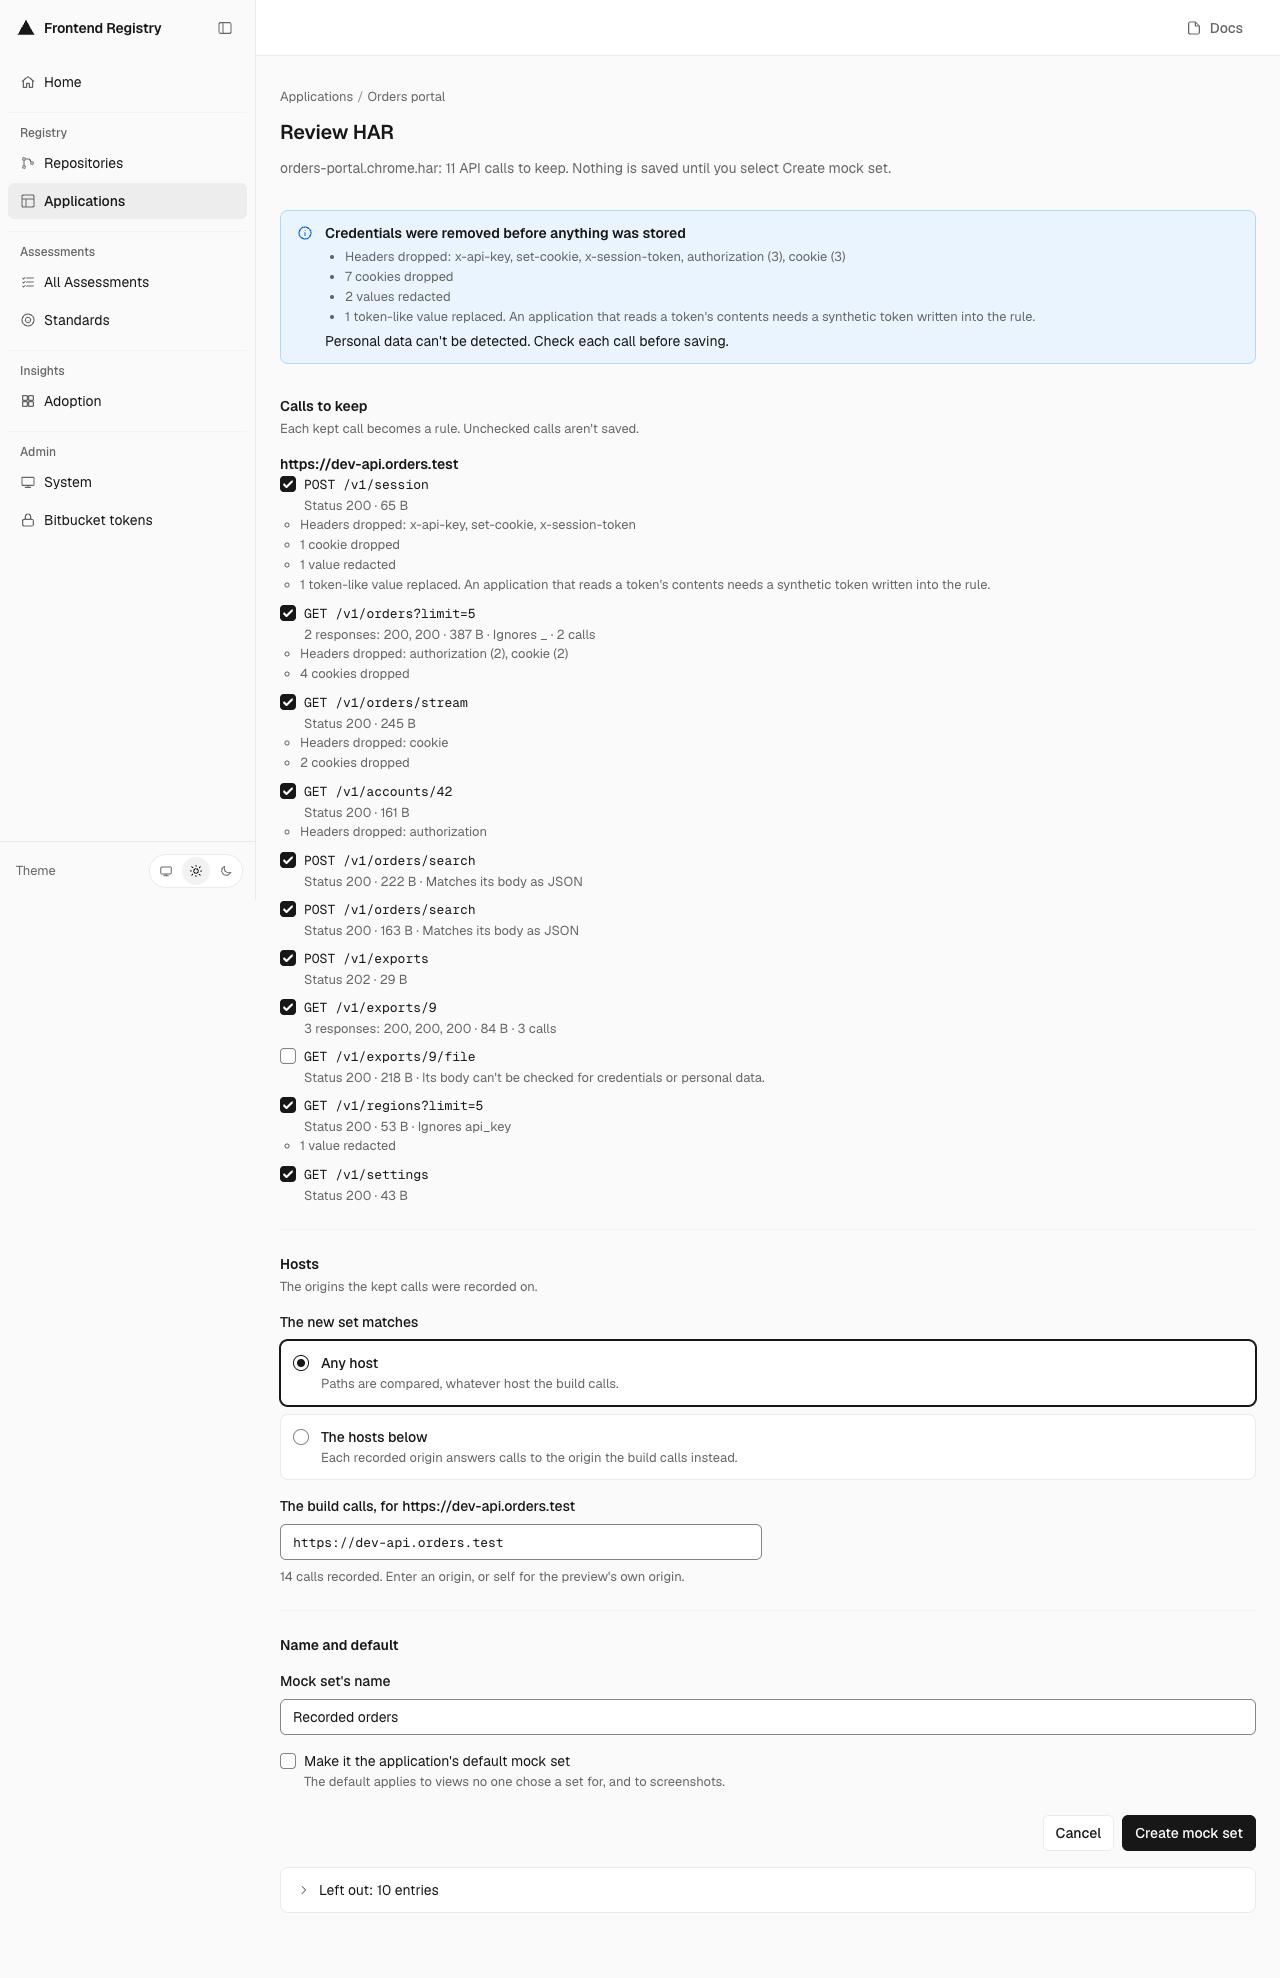 Frontend Registry
Docs
Home
Registry
Repositories
Applications
Assessments
All Assessments
Standards
Insights
Adoption
Admin
System
Bitbucket tokens
Theme
Applications / Orders portal
Review HAR
orders-portal.chrome.har: 11 API calls to keep. Nothing is saved until you select Create mock set.
Credentials were removed before anything was stored
Headers dropped: x-api-key, set-cookie, x-session-token, authorization (3), cookie (3)
7 cookies dropped
2 values redacted
1 token-like value replaced. An application that reads a token's contents needs a synthetic token written into the rule.
Personal data can't be detected. Check each call before saving.
Calls to keep
Each kept call becomes a rule. Unchecked calls aren't saved.
https://dev-api.orders.test
POST /v1/session
Status 200 · 65 B
Headers dropped: x-api-key, set-cookie, x-session-token
1 cookie dropped
1 value redacted
1 token-like value replaced. An application that reads a token's contents needs a synthetic token written into the rule.
GET /v1/orders?limit=5
2 responses: 200, 200 · 387 B · Ignores _ · 2 calls
Headers dropped: authorization (2), cookie (2)
4 cookies dropped
GET /v1/orders/stream
Status 200 · 245 B
Headers dropped: cookie
2 cookies dropped
GET /v1/accounts/42
Status 200 · 161 B
Headers dropped: authorization
POST /v1/orders/search
Status 200 · 222 B · Matches its body as JSON
POST /v1/orders/search
Status 200 · 163 B · Matches its body as JSON
POST /v1/exports
Status 202 · 29 B
GET /v1/exports/9
3 responses: 200, 200, 200 · 84 B · 3 calls
GET /v1/exports/9/file
Status 200 · 218 B · Its body can't be checked for credentials or personal data.
GET /v1/regions?limit=5
Status 200 · 53 B · Ignores api_key
1 value redacted
GET /v1/settings
Status 200 · 43 B
Hosts
The origins the kept calls were recorded on.
The new set matches
Any host
Paths are compared, whatever host the build calls.
The hosts below
Each recorded origin answers calls to the origin the build calls instead.
The build calls, for https://dev-api.orders.test
https://dev-api.orders.test
14 calls recorded. Enter an origin, or self for the preview's own origin.
Name and default
Mock set's name
Recorded orders
Make it the application's default mock set
The default applies to views no one chose a set for, and to screenshots.
Cancel
Create mock set
Left out: 10 entries